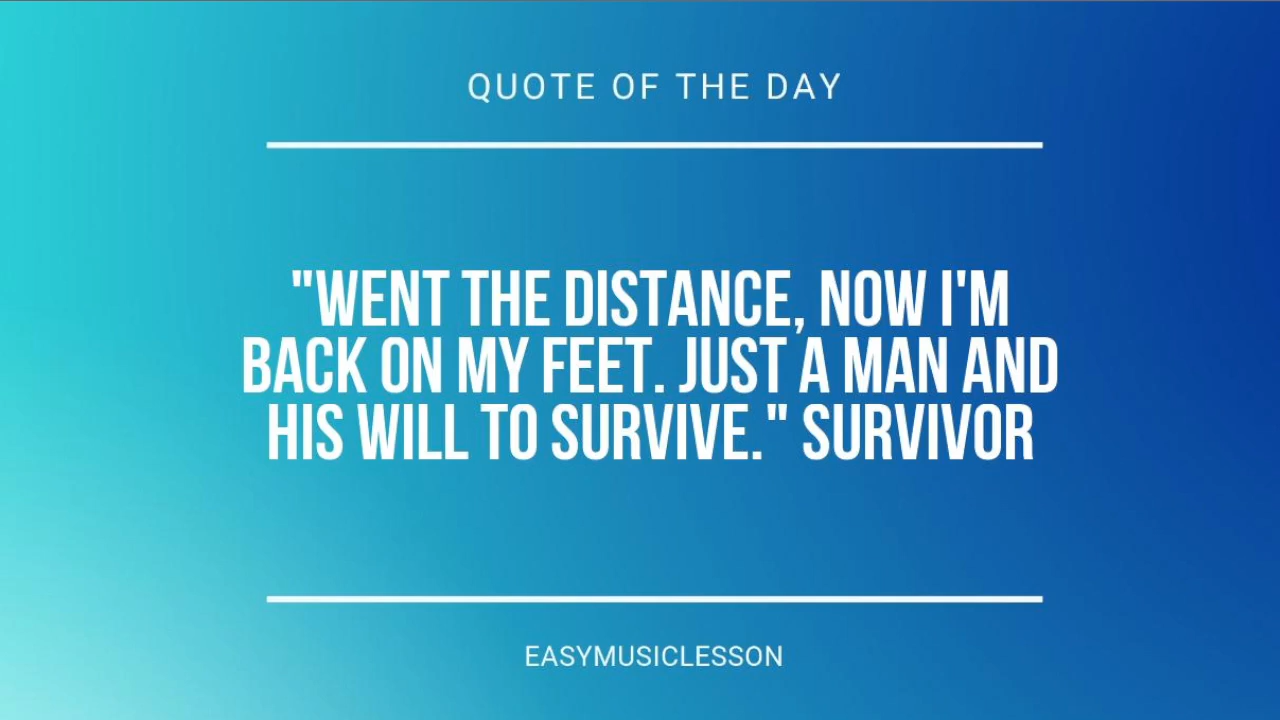 QUOTE OF THE DAY
"WENT THE DISTANCE, NOW I'M
BACK ON MY FEET. JUST A MAN AND
HIS WILL TO SURVIVE." SURVIVOR
EASYMUSICLESSON